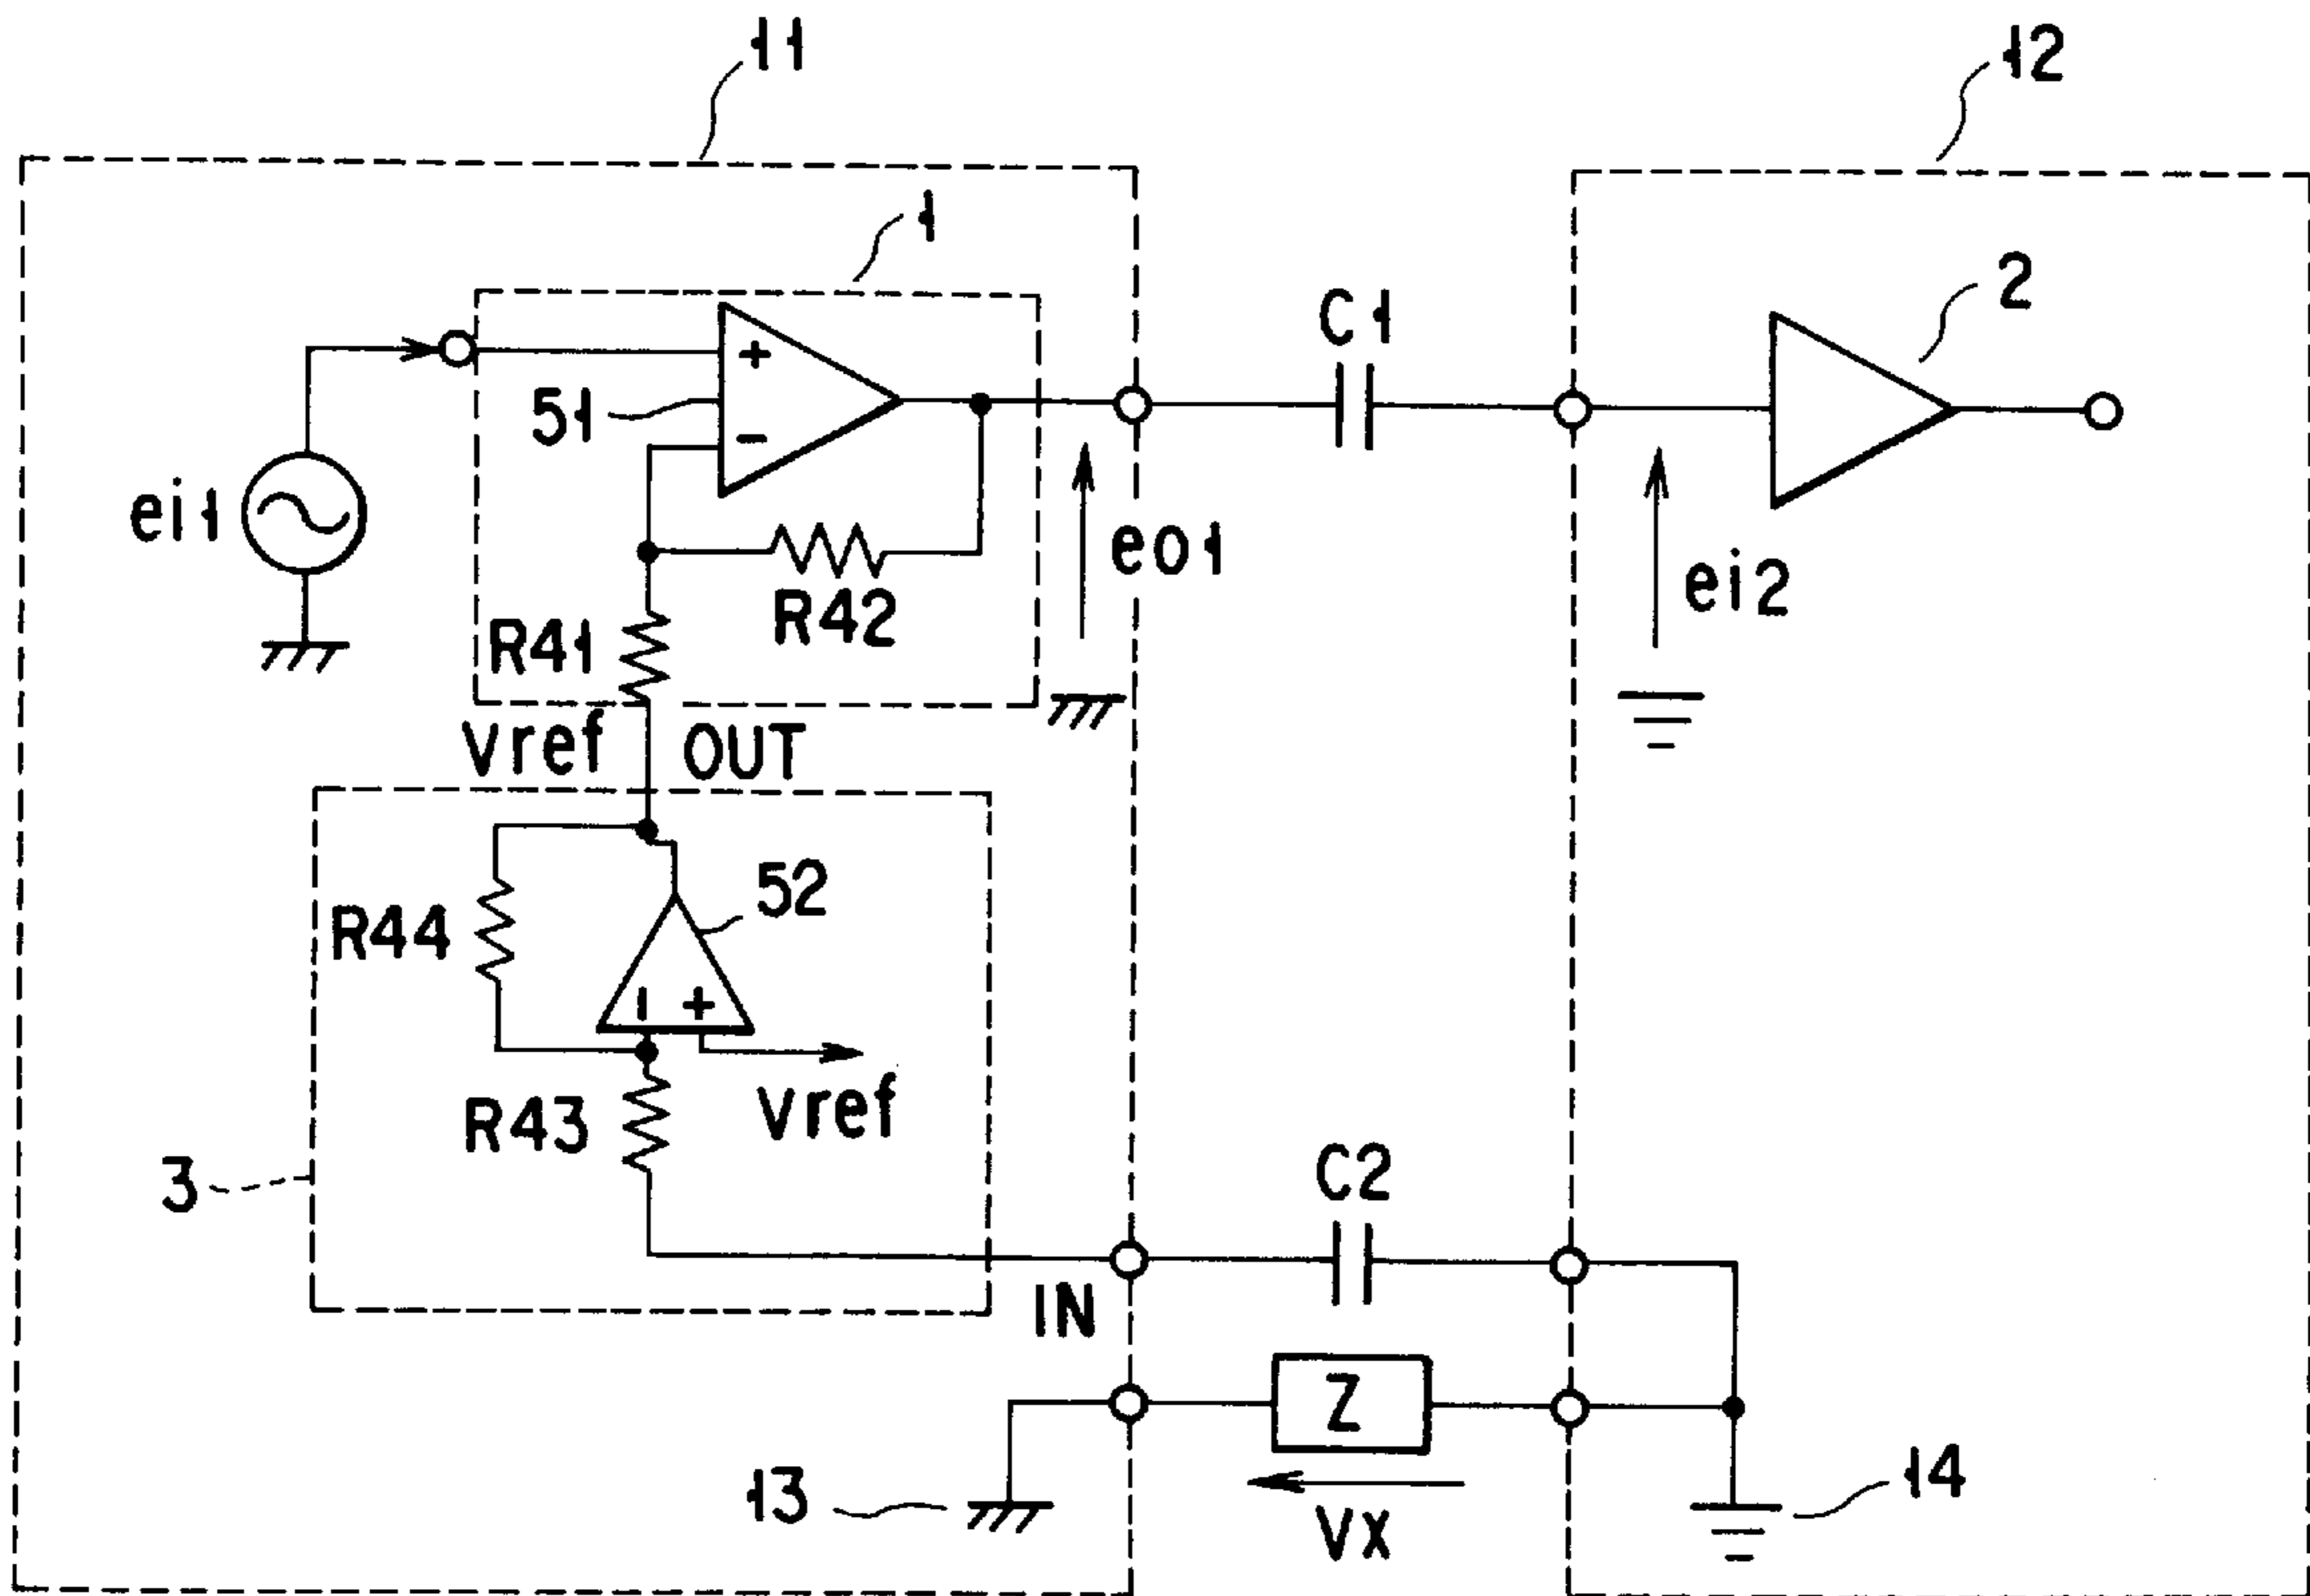 11
12
1
2
C1
+
51
-
ei1
eo1
ei2
R42
R41
Vref OUT
52
R44
- +
Vref
R43
3
C2
IN
Z
13
14
Vx